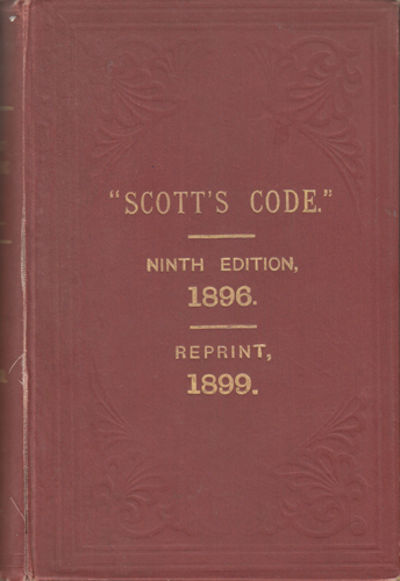 "SCOTT'S CODE."
NINTH EDITION,
1896.
REPRINT,
1899.